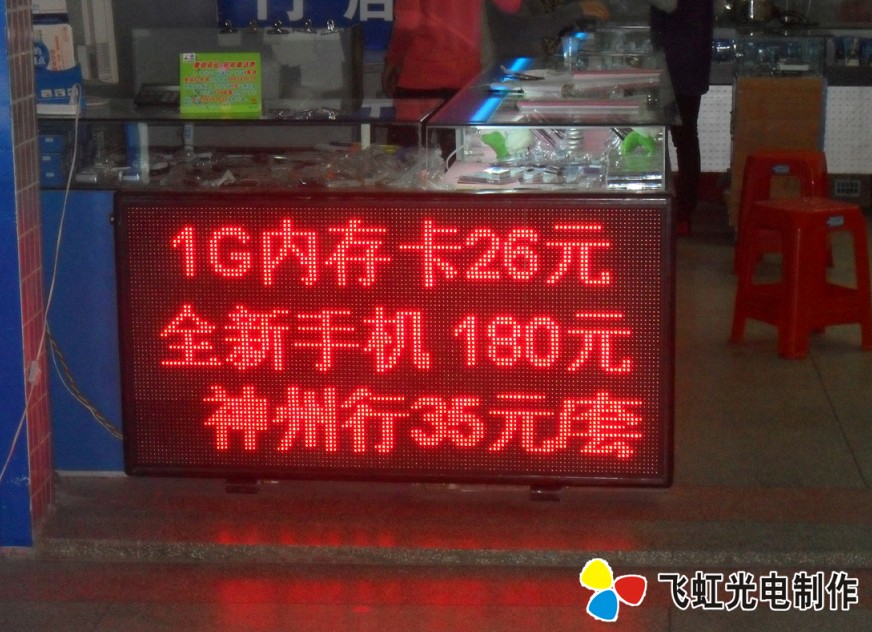 1G内存卡26元
全新手机 180元
神州行35元/套
飞虹光电制作